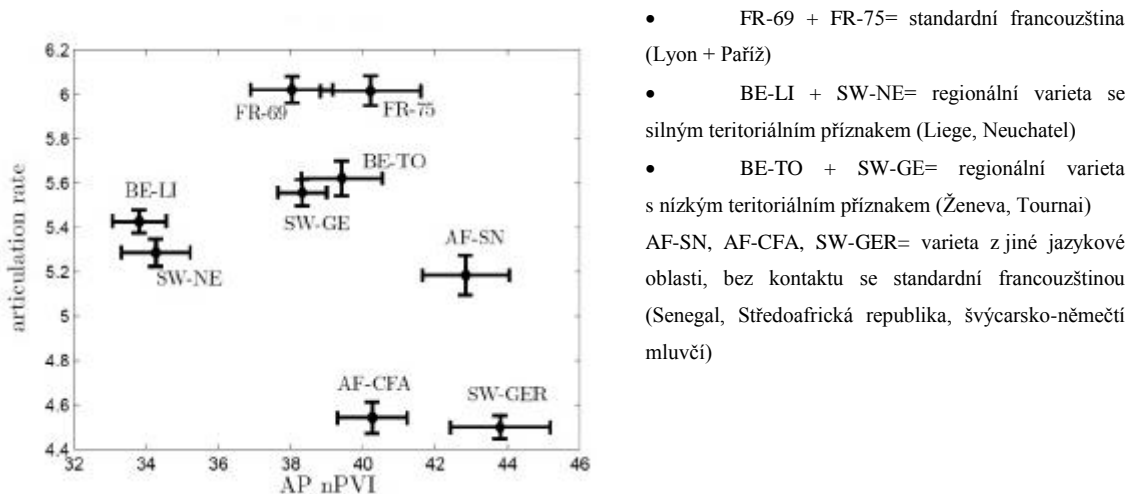 6.2
6
5.8
5.6
5.4
5.2
5
4.8
4.6
4.4
articulation rate
FR-69
FR-75
BE-TO
BE-LI
SW-GE
AF-SN
SW-NE
AF-CFA
SW-GER
32 34 36 38 40 42 44 46
AP nPVI
• FR-69 + FR-75= standardní francouzština
(Lyon + Paříž)
• BE-LI + SW-NE= regionální varieta se
silným teritoriálním příznakem (Liege, Neuchatel)
• BE-TO + SW-GE= regionální varieta
s nízkým teritoriálním příznakem (Ženeva, Tournai)
AF-SN, AF-CFA, SW-GER= varieta z jiné jazykové
oblasti, bez kontaktu se standardní francouzštinou
(Senegal, Středoafrická republika, švýcarsko-němečtí
mluvčí)